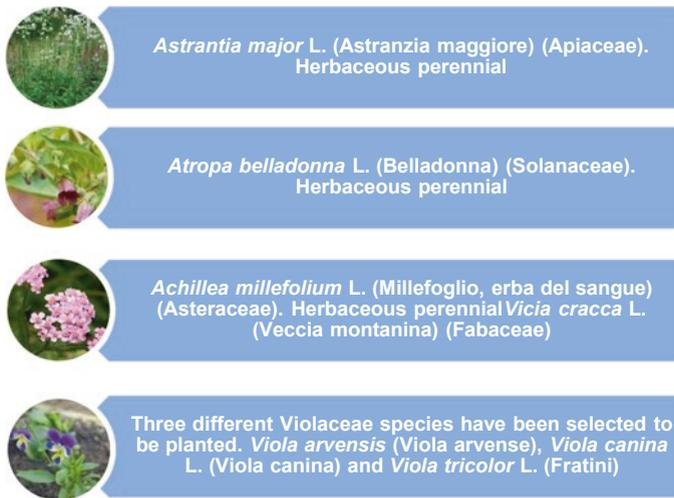 Astrantia major L. (Astranzia maggiore) (Apiaceae).
Herbaceous perennial
Atropa belladonna L. (Belladonna) (Solanaceae).
Herbaceous perennial
Achillea millefolium L. (Millefoglio, erba del sangue)
(Asteraceae). Herbaceous perennialVicia cracca L.
(Veccia montanina) (Fabaceae)
Three different Violaceae species have been selected to
be planted. Viola arvensis (Viola arvense), Viola canina
L. (Viola canina) and Viola tricolor L. (Fratini)